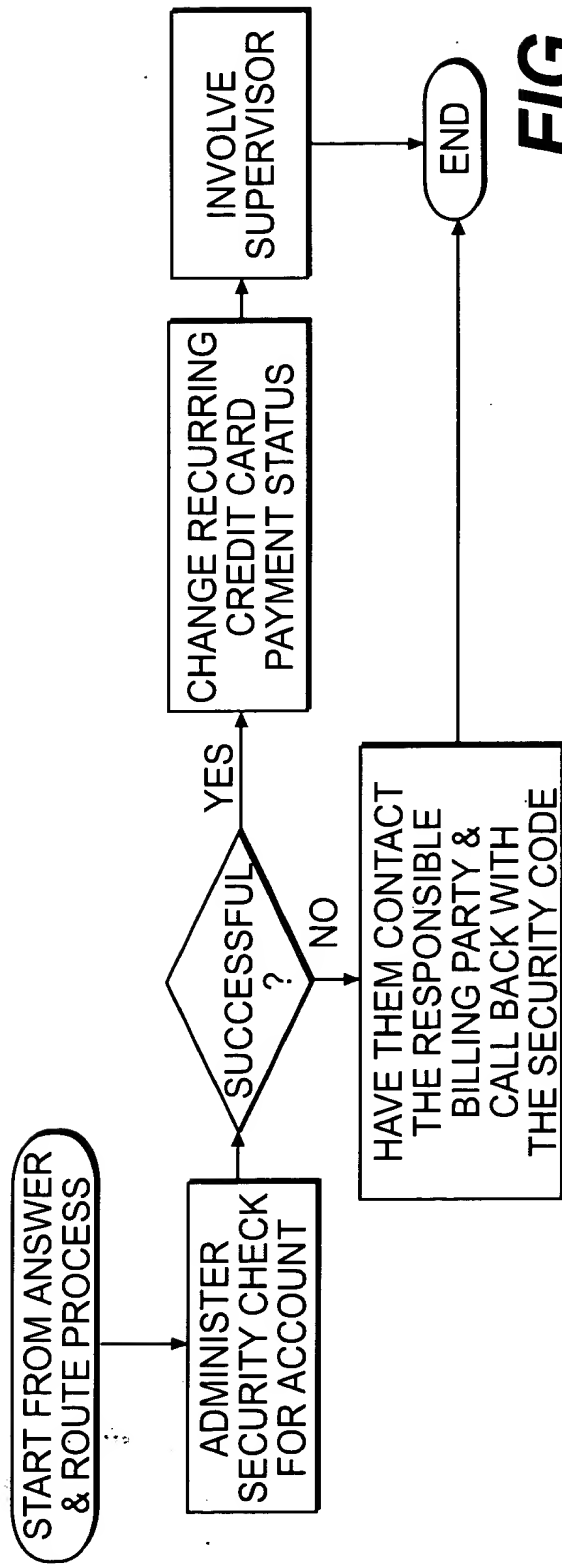 START FROM ANSWER
& ROUTE PROCESS
ADMINISTER
SECURITY CHECK
FOR ACCOUNT
SUCCESSFUL
?
YES
NO
CHANGE RECURRING
CREDIT CARD
PAYMENT STATUS
INVOLVE
SUPERVISOR
HAVE THEM CONTACT
THE RESPONSIBLE
BILLING PARTY &
CALL BACK WITH
THE SECURITY CODE
END
FIG